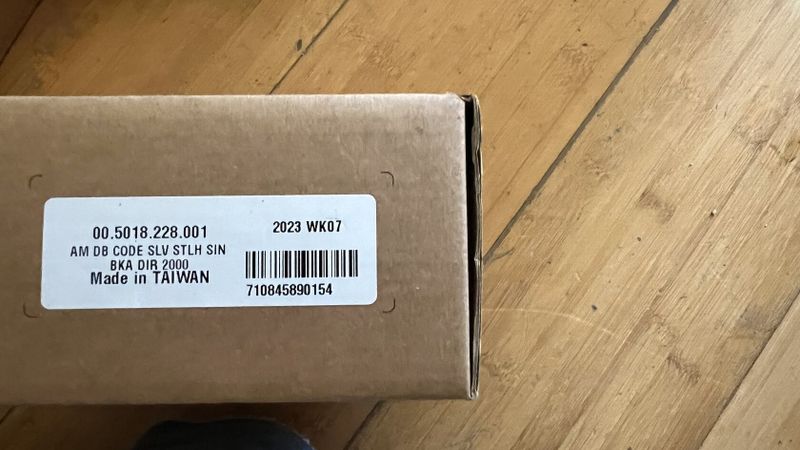 00.5018.228.001
AM DB CODE SLV STLH SIN
BKA DIR 2000
Made in TAIWAN
2023 WK07
710845890154